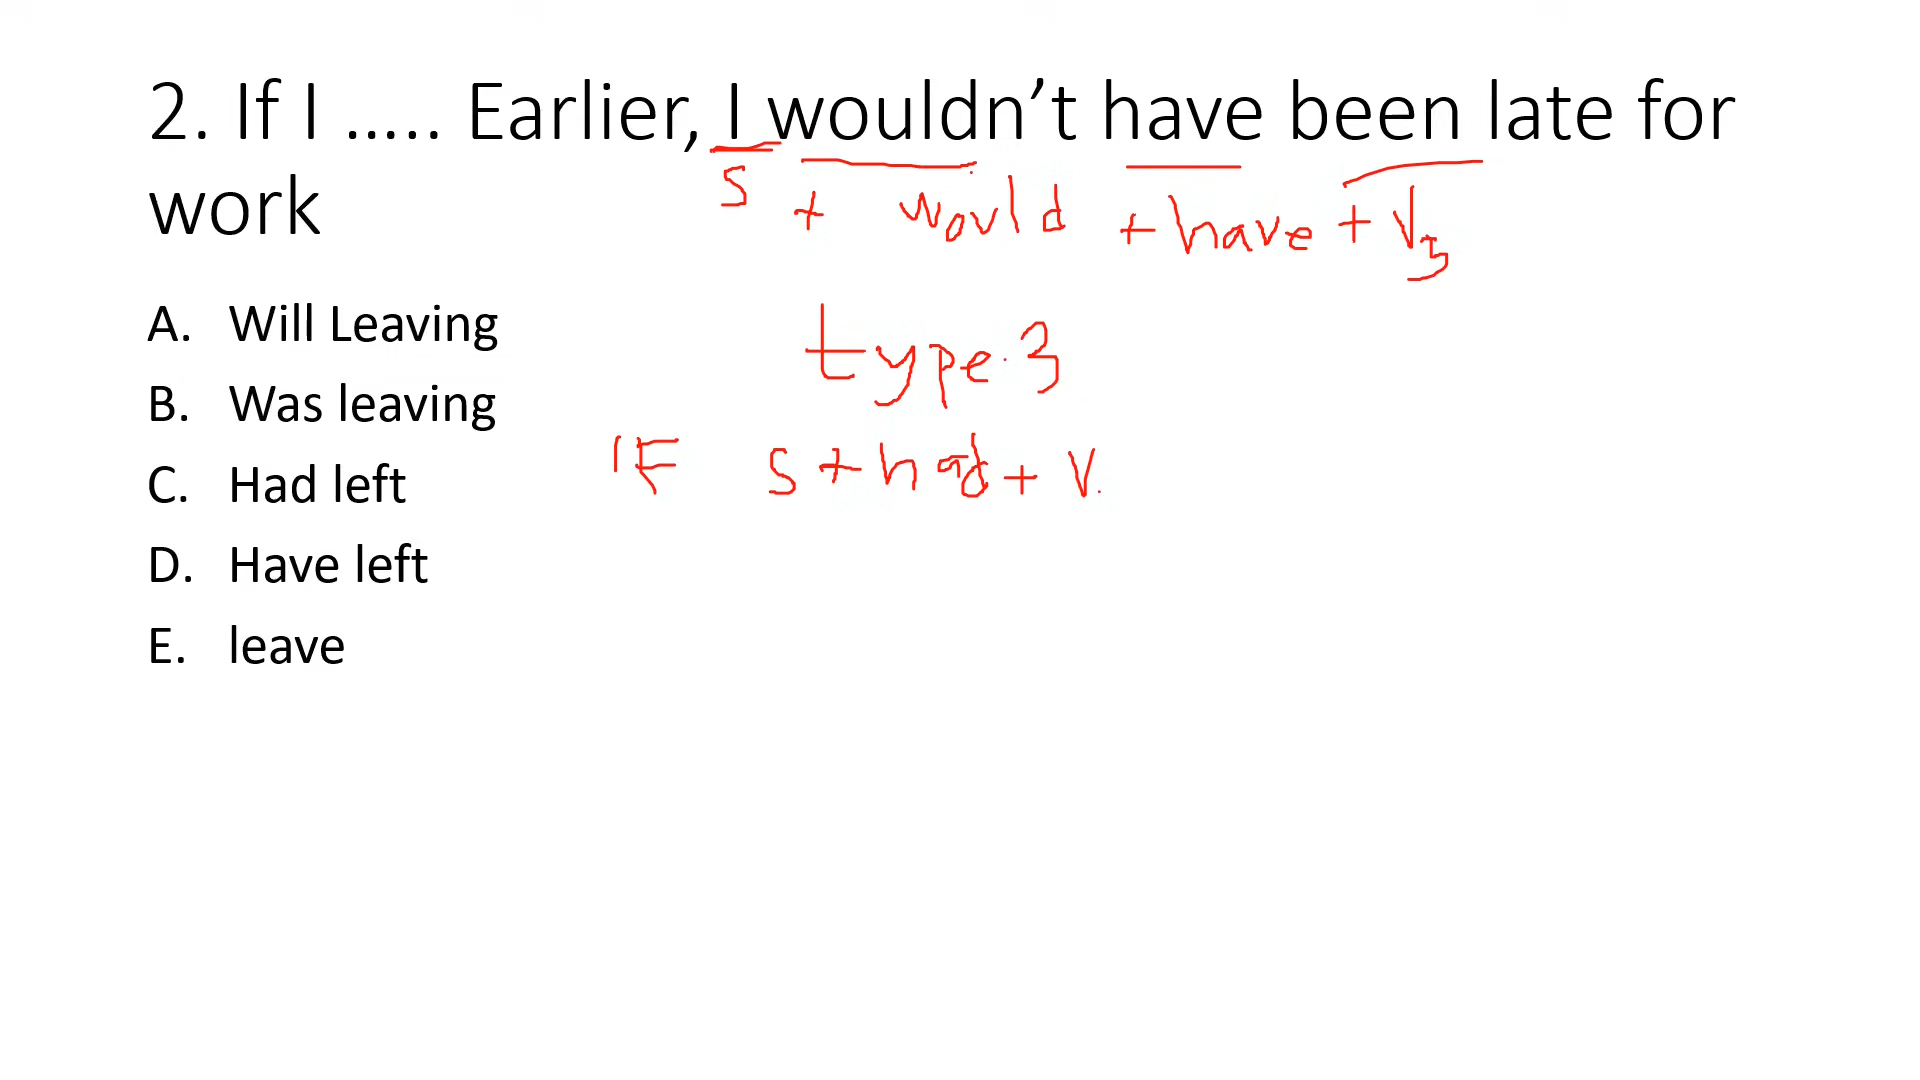 2. If I ..... Earlier, I wouldn't have been late for
work
S + would + have + V3
A. Will Leaving
type 3
B. Was leaving
IF S + had + V.
C. Had left
D. Have left
E. leave